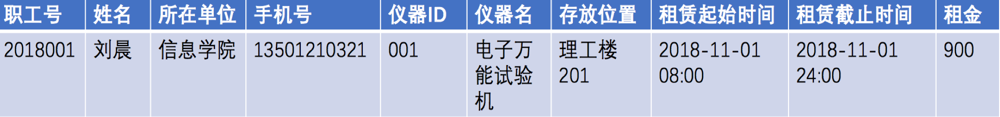 职工号 姓名 所在单位 手机号 仪器ID 仪器名 存放位置 租赁起始时间 租赁截止时间 租金
2018001 刘晨 信息学院 13501210321 001 电子万 理工楼 2018-11-01 2018-11-01 900
能试验 201 08:00 24:00
机